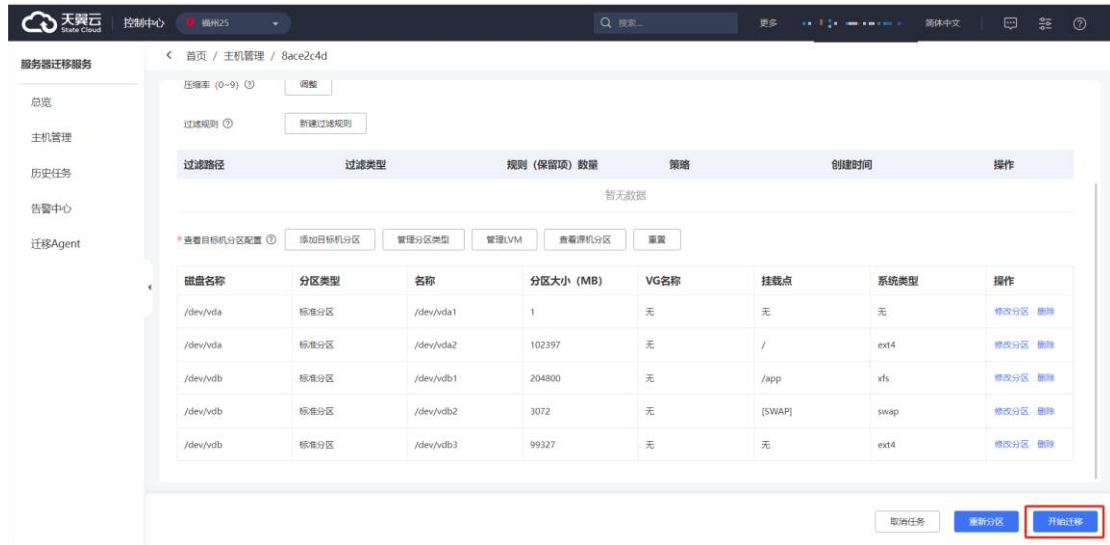 天翼云 State Cloud 控制中心 福州25 搜索... 更多 简体中文
服务器迁移服务
首页 / 主机管理 / 8ace2c4d
总览
主机管理
历史任务
告警中心
迁移Agent
压缩率（0~9） 调整
过滤规则 新建过滤规则
过滤路径 过滤类型 规则（保留项）数量 策略 创建时间 操作
暂无数据
*查看目标机分区配置 添加目标机分区 管理分区类型 管理LVM 查看源机分区 重置
磁盘名称 分区类型 名称 分区大小（MB） VG名称 挂载点 系统类型 操作
/dev/vda 标准分区 /dev/vda1 1 无 无 无 修改分区 删除
/dev/vda 标准分区 /dev/vda2 102397 无 / ext4 修改分区 删除
/dev/vdb 标准分区 /dev/vdb1 204800 无 /app xfs 修改分区 删除
/dev/vdb 标准分区 /dev/vdb2 3072 无 [SWAP] swap 修改分区 删除
/dev/vdb 标准分区 /dev/vdb3 99327 无 无 ext4 修改分区 删除
取消任务 重新分区 开始迁移